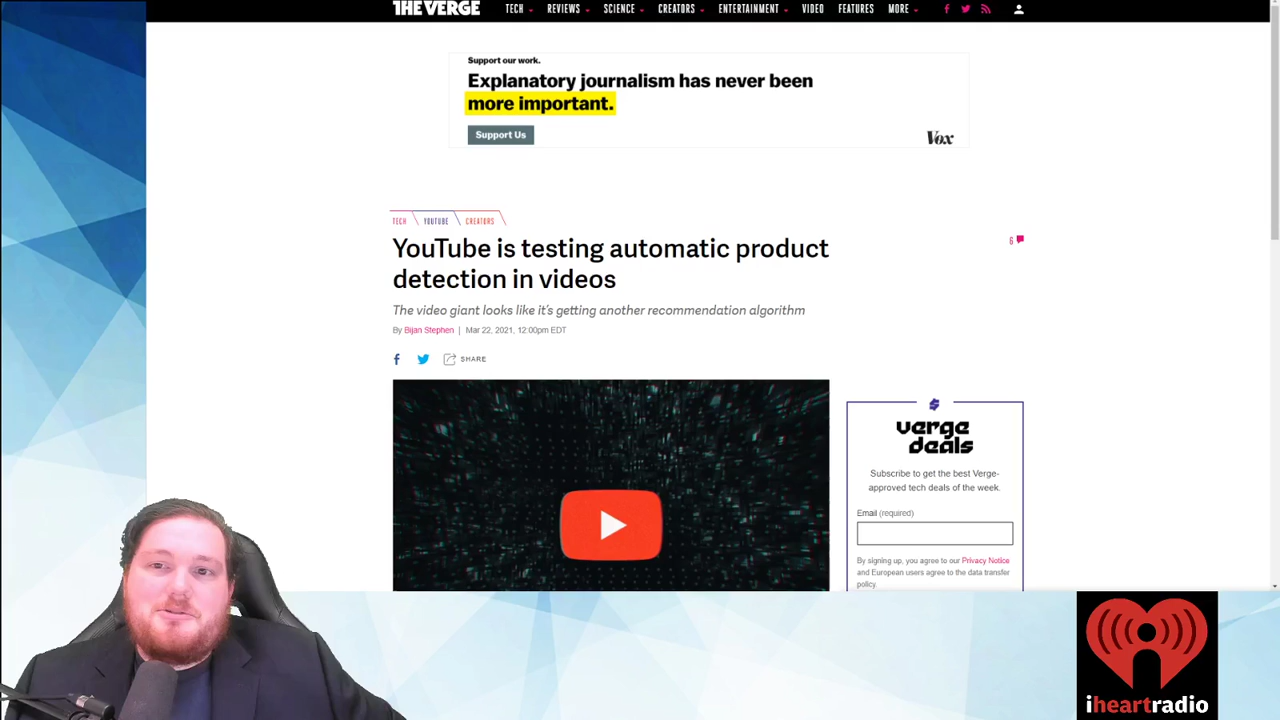 THE VERGE
TECH REVIEWS SCIENCE CREATORS ENTERTAINMENT VIDEO FEATURES MORE
Support our work.
Explanatory journalism has never been
more important.
Support Us
Vox
TECH YOUTUBE CREATORS
YouTube is testing automatic product
detection in videos
6
The video giant looks like it's getting another recommendation algorithm
By Bijan Stephen | Mar 22, 2021, 12:00pm EDT
SHARE
verge
deals
Subscribe to get the best Verge-
approved tech deals of the week.
Email (required)
By signing up, you agree to our Privacy Notice
and European users agree to the data transfer
policy.
iheartradio